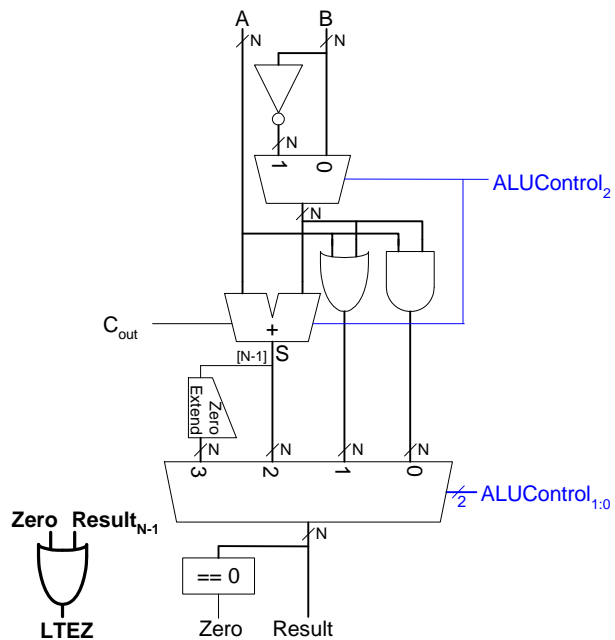 A B
N N
N
1 0
ALUControl2
N
Cout
+
[N-1] S
Zero Extend
N N N N
3 2 1 0
2 ALUControl1:0
Zero ResultN-1
N
== 0
LTEZ
Zero Result